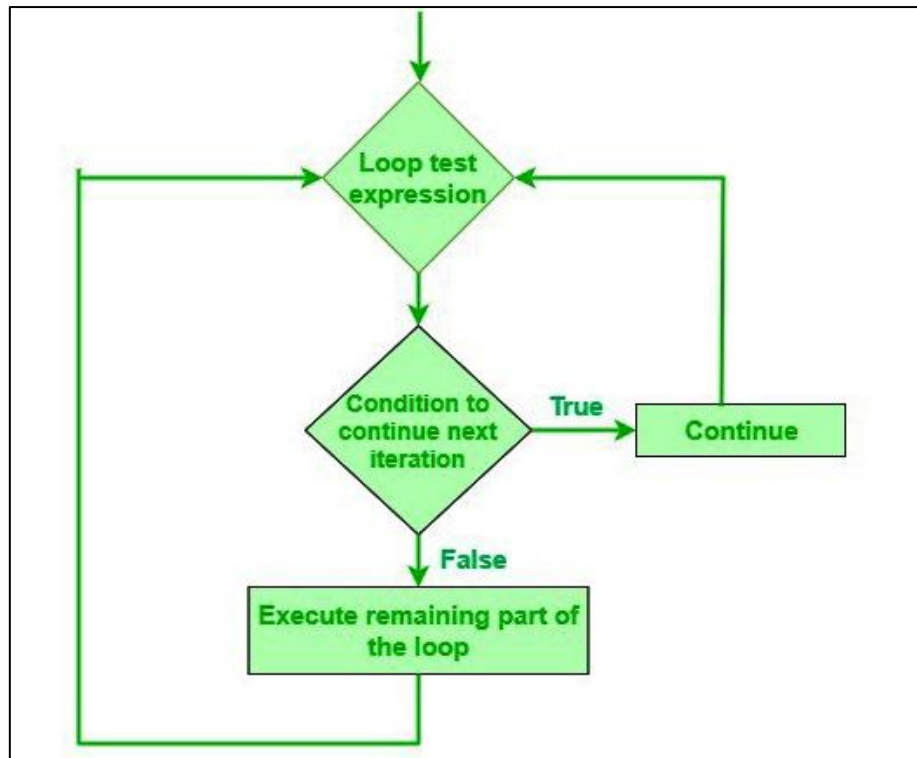 Loop test
expression
Condition to
continue next
iteration
True
Continue
False
Execute remaining part of
the loop